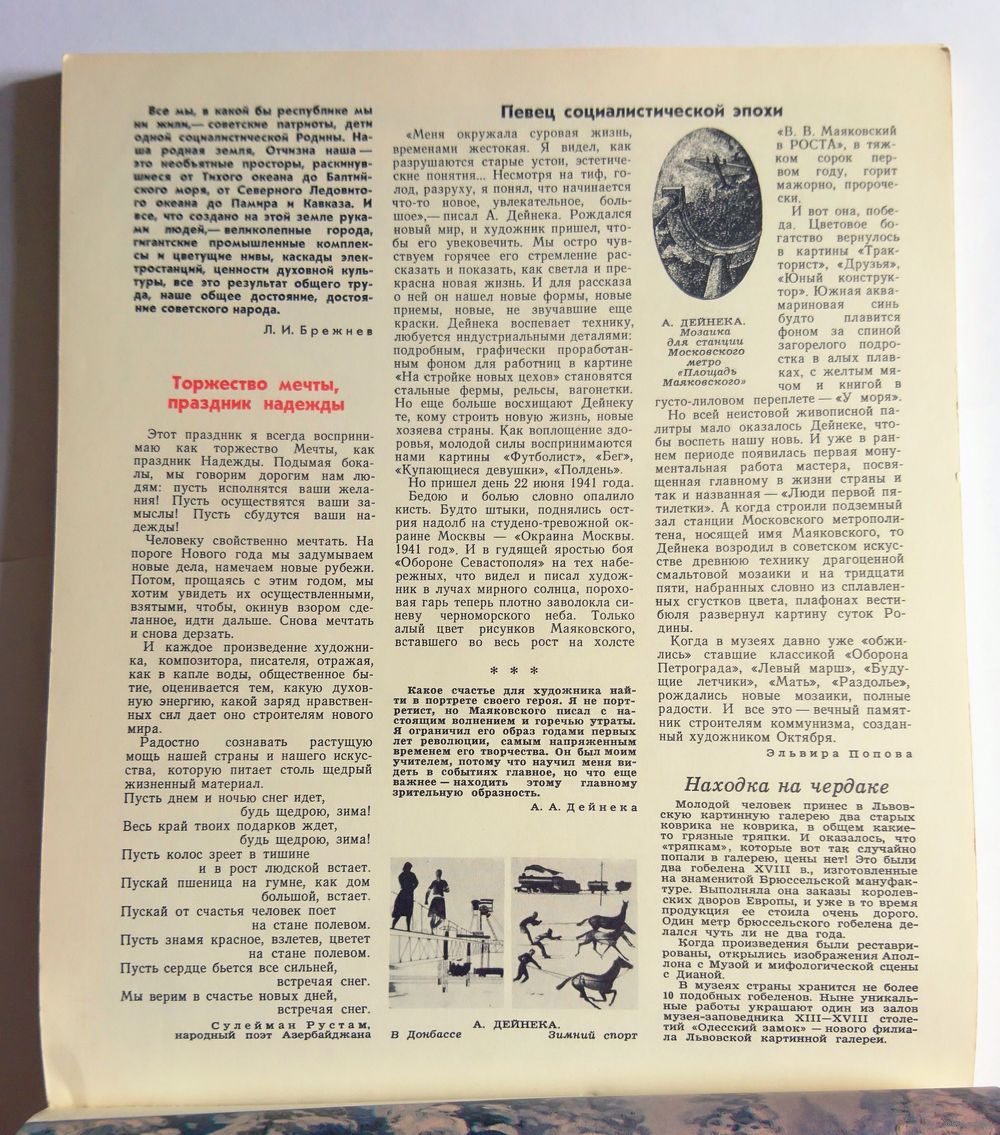 Все мы, в какой бы республике мы
ни жили,— советские патриоты, дети
одной социалистической Родины. На-
ша родная земля, Отчизна наша —
это необъятные просторы, раскинув-
шиеся от Тихого океана до Балтий-
ского моря, от Северного Ледовито-
го океана до Памира и Кавказа. И
все, что создано на этой земле рука-
ми людей,— великолепные города,
гигантские промышленные комплек-
сы и цветущие нивы, каскады элек-
тростанций, ценности духовной куль-
туры, все это результат общего тру-
да, наше общее достояние, достоя-
ние советского народа.
Л. И. Брежнев
Торжество мечты,
праздник надежды
Этот праздник я всегда восприни-
маю как торжество Мечты, как
праздник Надежды. Подымая бока-
лы, мы говорим дорогим нам лю-
дям: пусть исполнятся ваши жела-
ния! Пусть осуществятся ваши за-
мыслы! Пусть сбудутся ваши на-
дежды!
Человеку свойственно мечтать. На
пороге Нового года мы задумываем
новые дела, намечаем новые рубежи.
Потом, прощаясь с этим годом, мы
хотим увидеть их осуществленными,
взятыми, чтобы, окинув взором сде-
ланное, идти дальше. Снова мечтать
и снова дерзать.
И каждое произведение художни-
ка, композитора, писателя, отражая,
как в капле воды, общественное бы-
тие, оценивается тем, какую духов-
ную энергию, какой заряд нравствен-
ных сил дает оно строителям нового
мира.
Радостно сознавать растущую
мощь нашей страны и нашего искус-
ства, которую питает столь щедрый
жизненный материал.
Пусть днем и ночью снег идет,
будь щедрою, зима!
Весь край твоих подарков ждет,
будь щедрою, зима!
Пусть колос зреет в тишине
и в рост людской встает.
Пускай пшеница на гумне, как дом
большой, встает.
Пускай от счастья человек поет
на стане полевом.
Пусть знамя красное, взлетев, цветет
на стане полевом.
Пусть сердце бьется все сильней,
встречая снег.
Мы верим в счастье новых дней,
встречая снег.
Сулейман Рустам,
народный поэт Азербайджана
Певец социалистической эпохи
«Меня окружала суровая жизнь,
временами жестокая. Я видел, как
разрушаются старые устои, эстетиче-
ские понятия... Несмотря на тиф, го-
лод, разруху, я понял, что начинается
что-то новое, увлекательное, боль-
шое»,— писал А. Дейнека. Рождался
новый мир, и художник пришел, что-
бы его увековечить. Мы остро чув-
ствуем горячее его стремление рас-
сказать и показать, как светла и пре-
красна новая жизнь. И для рассказа
о ней он нашел новые формы, новые
приемы, новые, не звучавшие еще
краски. Дейнека воспевает технику,
любуется индустриальными деталями:
подробным, графически проработан-
ным фоном для работниц в картине
«На стройке новых цехов» становятся
стальные фермы, рельсы, вагонетки.
Но еще больше восхищают Дейнеку
те, кому строить новую жизнь, новые
хозяева страны. Как воплощение здо-
ровья, молодой силы воспринимаются
нами картины «Футболист», «Бег»,
«Купающиеся девушки», «Полдень».
Но пришел день 22 июня 1941 года.
Бедою и болью словно опалило
кисть. Будто штыки, поднялись ост-
рия надолб на студено-тревожной ок-
раине Москвы — «Окраина Москвы.
1941 год». И в гудящей яростью боя
«Обороне Севастополя» на тех набе-
режных, что видел и писал худож-
ник в лучах мирного солнца, порохо-
вая гарь теперь плотно заволокла си-
неву черноморского неба. Только
алый цвет рисунков Маяковского,
вставшего во весь рост на холсте
* * *
Какое счастье для художника най-
ти в портрете своего героя. Я не порт-
ретист, но Маяковского писал с на-
стоящим волнением и горечью утраты.
Я ограничил его образ годами первых
лет революции, самым напряженным
временем его творчества. Он был моим
учителем, потому что научил меня ви-
деть в событиях главное, но что еще
важнее — находить этому главному
зрительную образность.
А. А. Дейнека
А. ДЕЙНЕКА.
В Донбассе Зимний спорт
А. ДЕЙНЕКА.
Мозаика
для станции
Московского
метро
«Площадь
Маяковского»
«В. В. Маяковский
в РОСТА», в тяж-
ком сорок пер-
вом году, горит
мажорно, пророче-
ски.
И вот она, побе-
да. Цветовое бо-
гатство вернулось
в картины «Трак-
торист», «Друзья»,
«Юный конструк-
тор». Южная аква-
мариновая синь
будто плавится
фоном за спиной
загорелого подро-
стка в алых плав-
ках, с желтым мя-
чом и книгой в
густо-лиловом переплете — «У моря».
Но всей неистовой живописной па-
литры мало оказалось Дейнеке, что-
бы воспеть нашу новь. И уже в ран-
нем периоде появилась первая мону-
ментальная работа мастера, посвя-
щенная главному в жизни страны и
так и названная — «Люди первой пя-
тилетки». А когда строили подземный
зал станции Московского метрополи-
тена, носящей имя Маяковского, то
Дейнека возродил в советском искус-
стве древнюю технику драгоценной
смальтовой мозаики и на тридцати
пяти, набранных словно из сплавлен-
ных сгустков цвета, плафонах вести-
бюля развернул картину суток Ро-
дины.
Когда в музеях давно уже «обжи-
лись» ставшие классикой «Оборона
Петрограда», «Левый марш», «Буду-
щие летчики», «Мать», «Раздолье»,
рождались новые мозаики, полные
радости. И все это — вечный памят-
ник строителям коммунизма, создан-
ный художником Октября.
Эльвира Попова
Находка на чердаке
Молодой человек принес в Львов-
скую картинную галерею два старых
коврика не коврика, в общем какие-
то грязные тряпки. И оказалось, что
«тряпкам», которые вот так случайно
попали в галерею, цены нет! Это были
два гобелена XVIII в., изготовленные
на знаменитой Брюссельской мануфак-
туре. Выполняла она заказы королев-
ских дворов Европы, и уже в то время
продукция ее стоила очень дорого.
Один метр брюссельского гобелена де-
лался чуть ли не два года.
Когда произведения были реставри-
рованы, открылись изображения Апол-
лона с Музой и мифологической сцены
с Дианой.
В музеях страны хранится не более
10 подобных гобеленов. Ныне уникаль-
ные работы украшают один из залов
музея-заповедника XIII—XVIII столе-
тий «Одесский замок» — нового филиа-
ла Львовской картинной галереи.